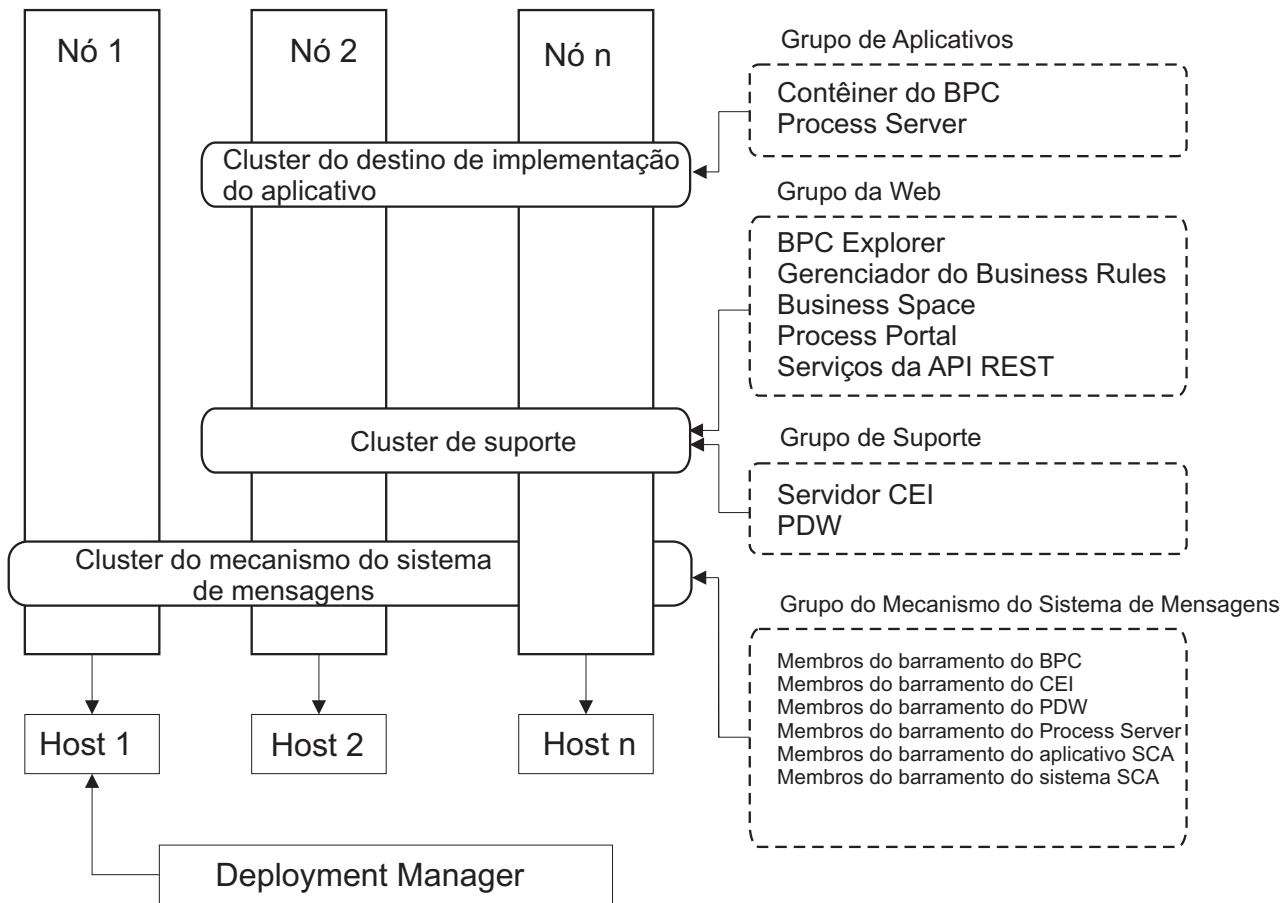 Nó 1
Nó 2
Nó n
Cluster do destino de implementação
do aplicativo
Cluster de suporte
Cluster do mecanismo do sistema
de mensagens
Host 1
Host 2
Host n
Deployment Manager
Grupo de Aplicativos
Contêiner do BPC
Process Server
Grupo da Web
BPC Explorer
Gerenciador do Business Rules
Business Space
Process Portal
Serviços da API REST
Grupo de Suporte
Servidor CEI
PDW
Grupo do Mecanismo do Sistema de Mensagens
Membros do barramento do BPC
Membros do barramento do CEI
Membros do barramento do PDW
Membros do barramento do Process Server
Membros do barramento do aplicativo SCA
Membros do barramento do sistema SCA